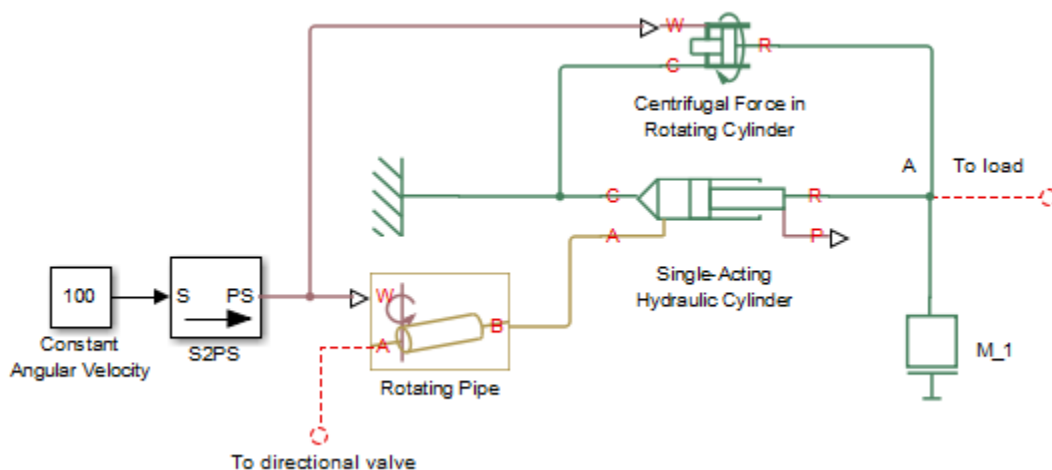 W
R
C
Centrifugal Force in
Rotating Cylinder
A
To load
C
R
A
P
Single-Acting
Hydraulic Cylinder
100
S PS
W
B
A
Constant
Angular Velocity
S2PS
M_1
Rotating Pipe
To directional valve